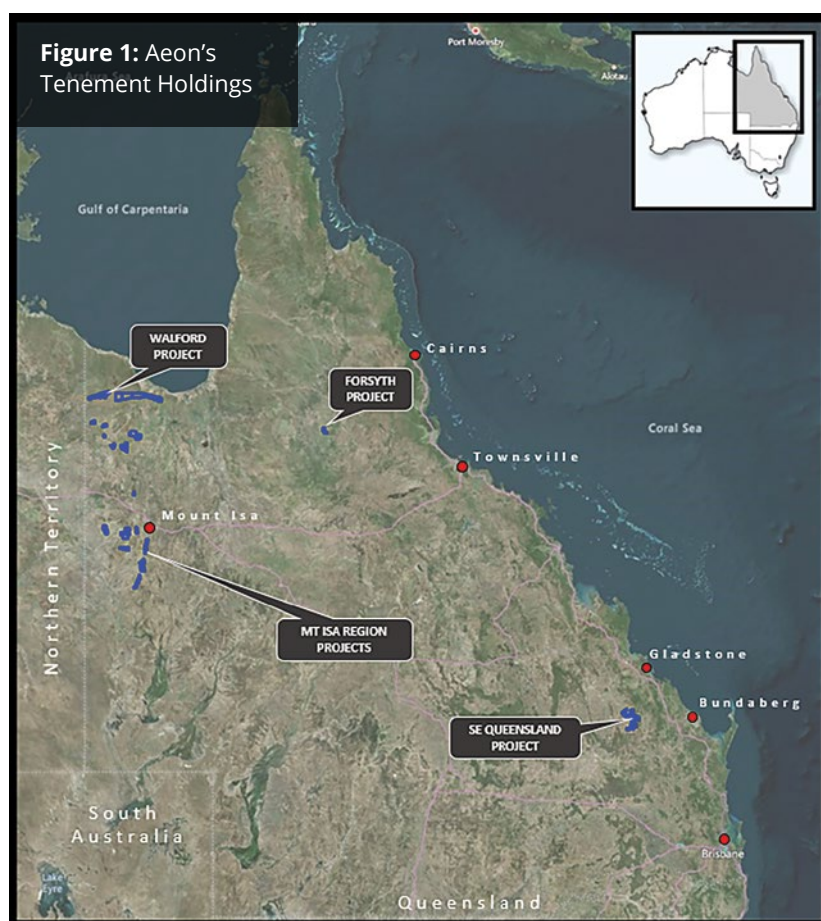 Figure 1: Aeon's
Tenement Holdings
Arafura Sea
Port Moresby
Alotau
Gulf of Carpentaria
WALFORD
PROJECT
Cairns
FORSYTH
PROJECT
Coral Sea
Townsville
Mount Isa
Northern Territory
MT ISA REGION
PROJECTS
Gladstone
Bundaberg
SE QUEENSLAND
PROJECT
South
Australia
Brisbane
Lake
Eyre
Queensland